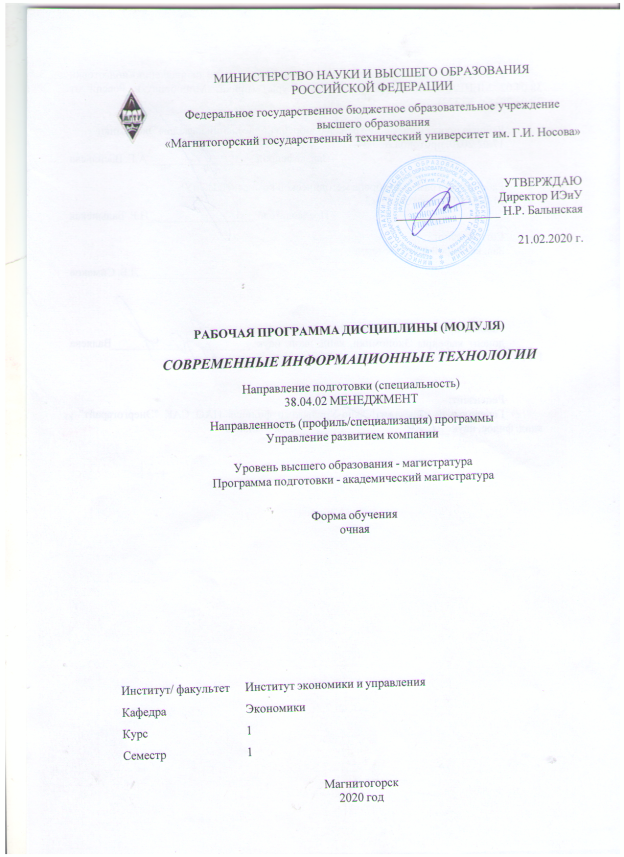 МИНИСТЕРСТВО НАУКИ И ВЫСШЕГО ОБРАЗОВАНИЯ
РОССИЙСКОЙ ФЕДЕРАЦИИ
Федеральное государственное бюджетное образовательное учреждение
высшего образования
«Магнитогорский государственный технический университет им. Г.И. Носова»
УТВЕРЖДАЮ
Директор ИЭиУ
Н.Р. Балынская
21.02.2020 г.
РАБОЧАЯ ПРОГРАММА ДИСЦИПЛИНЫ (МОДУЛЯ)
СОВРЕМЕННЫЕ ИНФОРМАЦИОННЫЕ ТЕХНОЛОГИИ
Направление подготовки (специальность)
38.04.02 МЕНЕДЖМЕНТ
Направленность (профиль/специализация) программы
Управление развитием компании
Уровень высшего образования - магистратура
Программа подготовки - академический магистратура
Форма обучения
очная
Институт/ факультет Институт экономики и управления
Кафедра Экономики
Курс 1
Семестр 1
Магнитогорск
2020 год